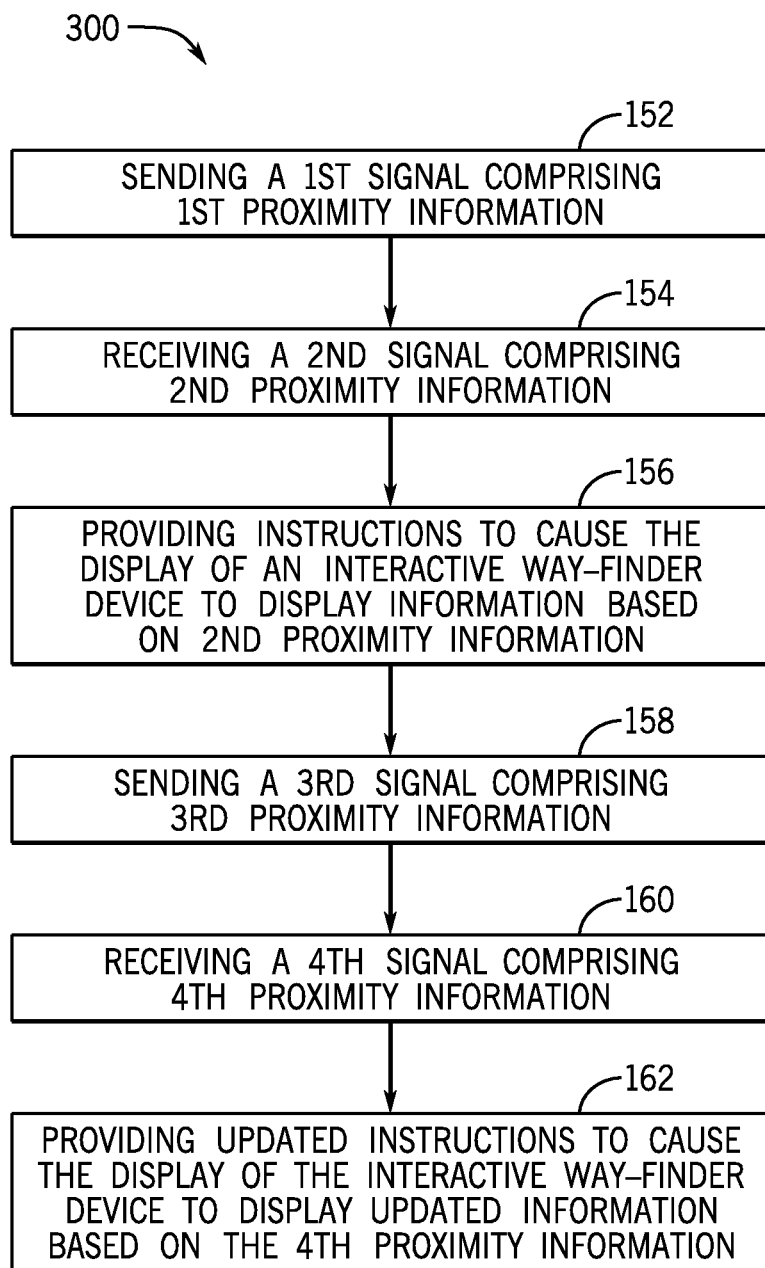 300
152
SENDING A 1ST SIGNAL COMPRISING
1ST PROXIMITY INFORMATION
154
RECEIVING A 2ND SIGNAL COMPRISING
2ND PROXIMITY INFORMATION
156
PROVIDING INSTRUCTIONS TO CAUSE THE
DISPLAY OF AN INTERACTIVE WAY–FINDER
DEVICE TO DISPLAY INFORMATION BASED
ON 2ND PROXIMITY INFORMATION
158
SENDING A 3RD SIGNAL COMPRISING
3RD PROXIMITY INFORMATION
160
RECEIVING A 4TH SIGNAL COMPRISING
4TH PROXIMITY INFORMATION
162
PROVIDING UPDATED INSTRUCTIONS TO CAUSE
THE DISPLAY OF THE INTERACTIVE WAY–FINDER
DEVICE TO DISPLAY UPDATED INFORMATION
BASED ON THE 4TH PROXIMITY INFORMATION